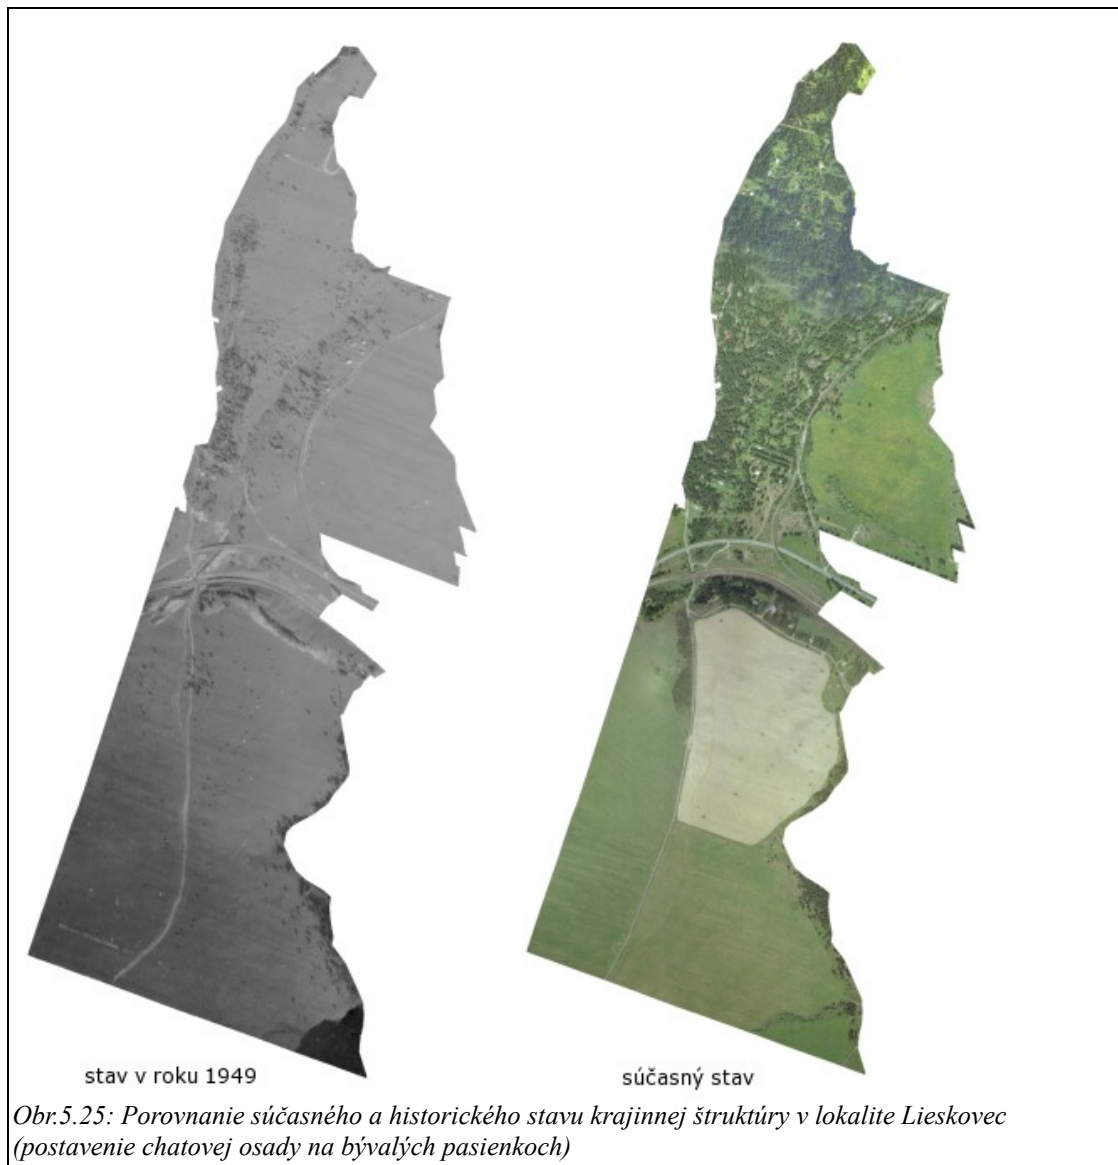 stav v roku 1949
súčasný stav
Obr.5.25: Porovnanie súčasného a historického stavu krajinnej štruktúry v lokalite Lieskovec
(postavenie chatovej osady na bývalých pasienkoch)